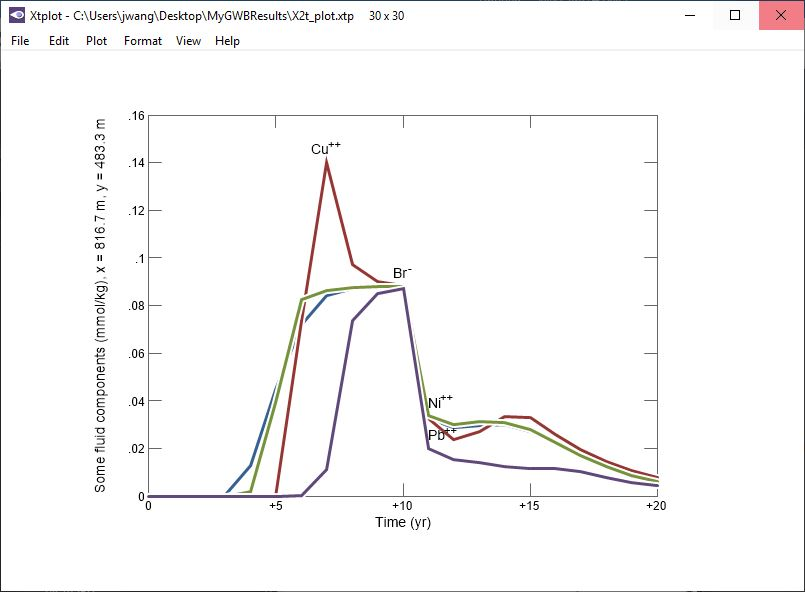 Xtplot - C:\Users\jwang\Desktop\MyGWBResults\X2t_plot.xtp 30 x 30
File Edit Plot Format View Help
Some fluid components (mmol/kg), x = 816.7 m, y = 483.3 m
.16
.14
.12
.1
.08
.06
.04
.02
0
Cu++
Br-
Ni++
Pb++
0 +5 +10 +15 +20
Time (yr)